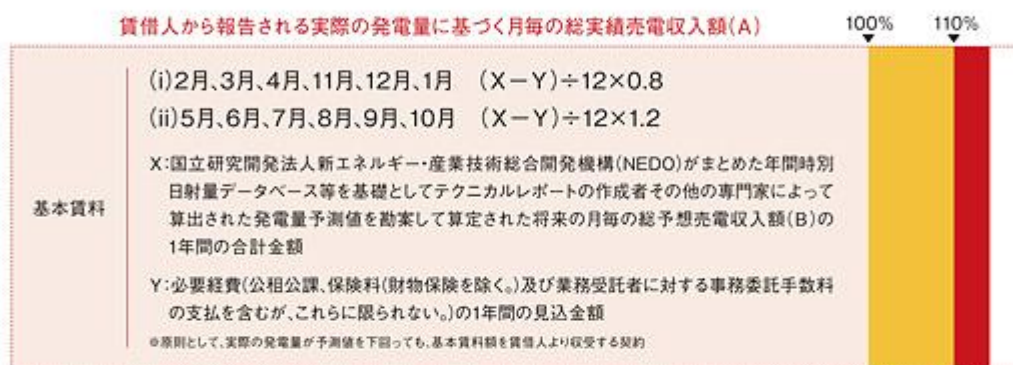 賃借人から報告される実際の発電量に基づく月毎の総実績売電収入額(A)
100%
110%
基本賃料
(i)2月、3月、4月、11月、12月、1月 (X－Y)÷12×0.8
(ii)5月、6月、7月、8月、9月、10月 (X－Y)÷12×1.2
X:国立研究開発法人新エネルギー・産業技術総合開発機構(NEDO)がまとめた年間時別
日射量データベース等を基礎としてテクニカルレポートの作成者その他の専門家によって
算出された発電量予測値を勘案して算定された将来の月毎の総予想売電収入額(B)の
1年間の合計金額
Y:必要経費(公租公課、保険料(財物保険を除く。)及び業務受託者に対する事務委託手数料
の支払を含むが、これらに限られない。)の1年間の見込金額
※原則として、実際の発電量が予測値を下回っても、基本賃料額を賃借人より収受する契約